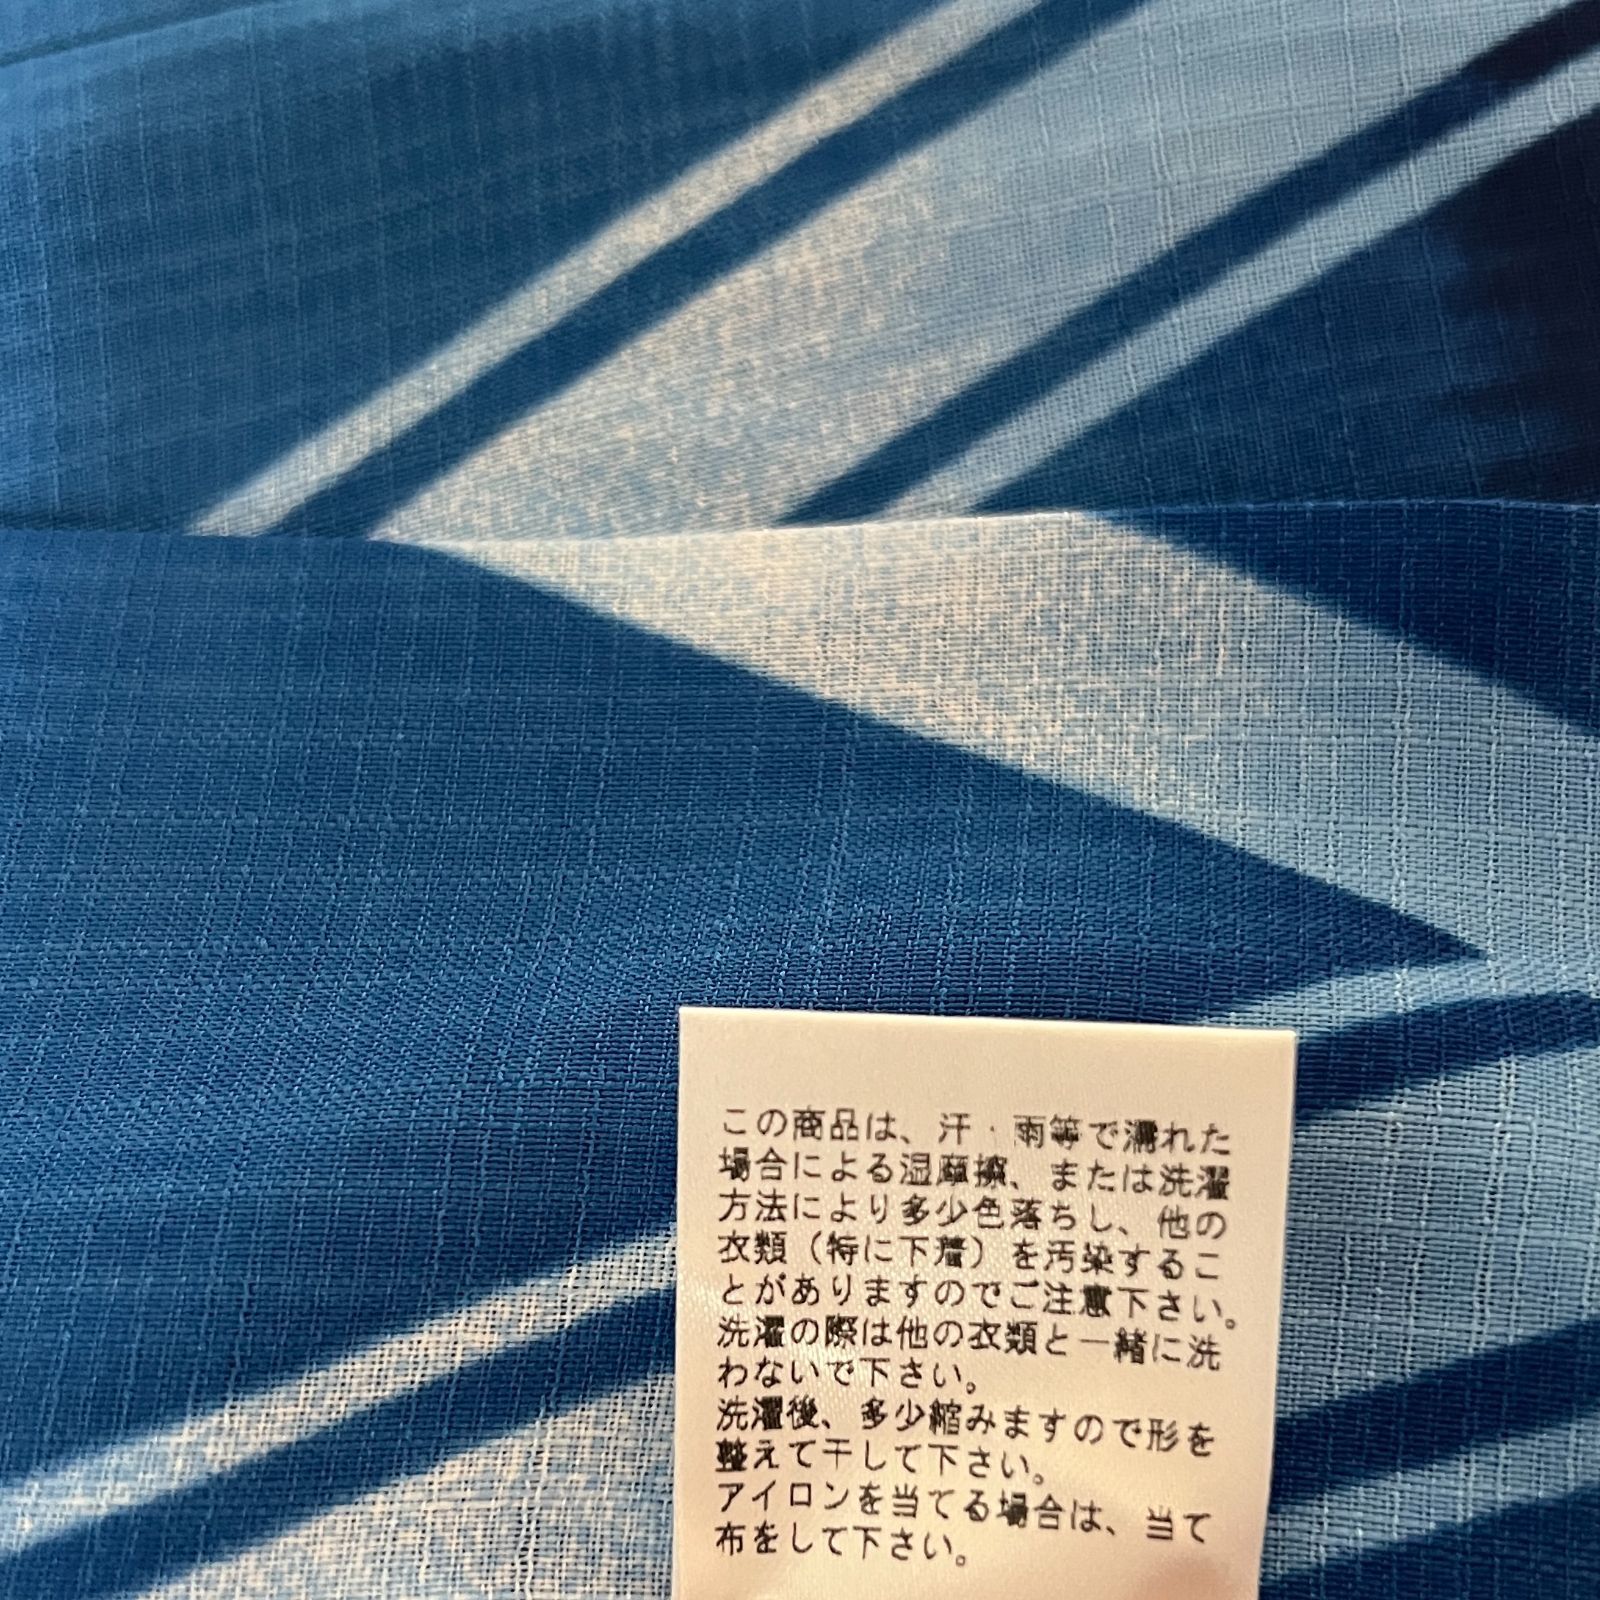 この商品は、汗・雨等で濡れた
場合による湿摩擦、または洗濯
方法により多少色落ちし、他の
衣類（特に下着）を汚染するこ
とがありますのでご注意下さい。
洗濯の際は他の衣類と一緒に洗
わないで下さい。
洗濯後、多少縮みますので形を
整えて干して下さい。
アイロンを当てる場合は、当て
布をして下さい。